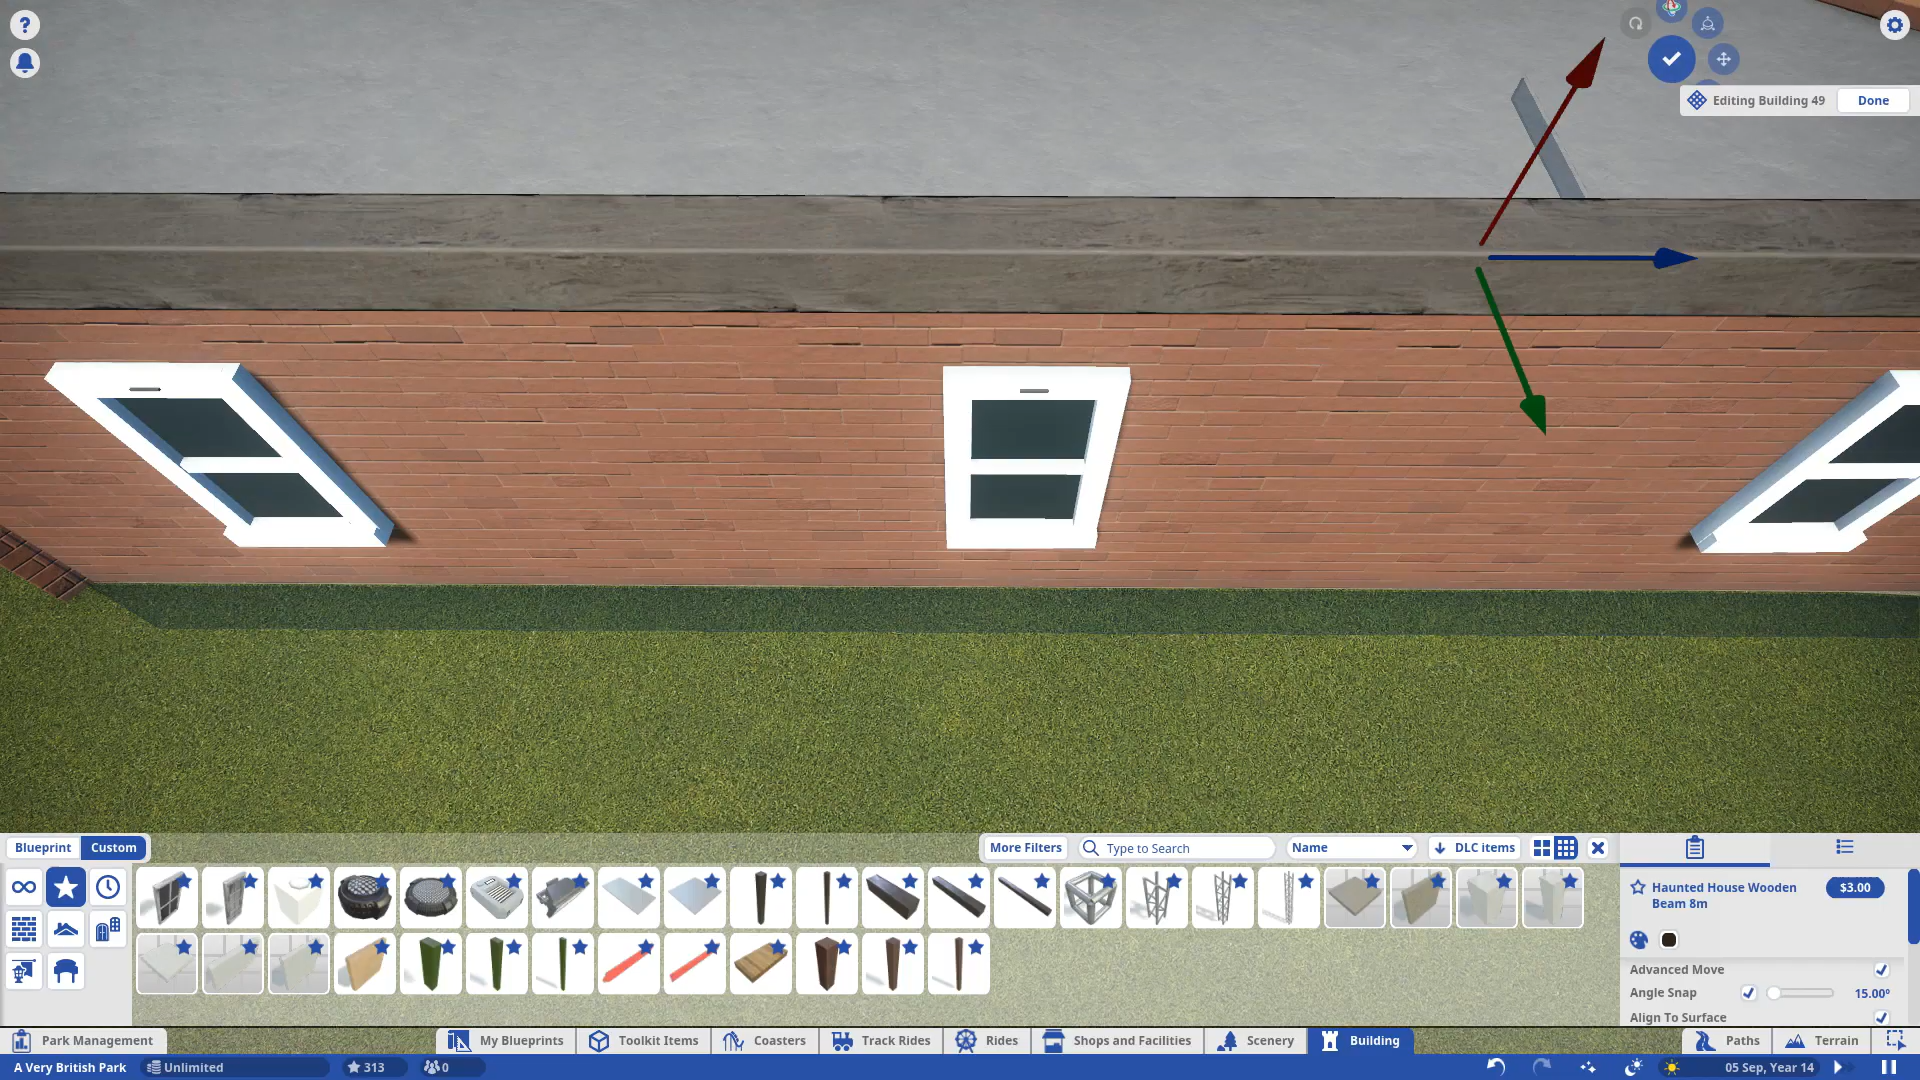 ?
Editing Building 49
Done
Blueprint
Custom
More Filters
Type to Search
Name
DLC items
Haunted House Wooden
Beam 8m
$3.00
Advanced Move
Angle Snap
15.00°
Align To Surface
Park Management
My Blueprints
Toolkit Items
Coasters
Track Rides
Rides
Shops and Facilities
Scenery
Building
Paths
Terrain
A Very British Park
Unlimited
313
0
05 Sep, Year 14